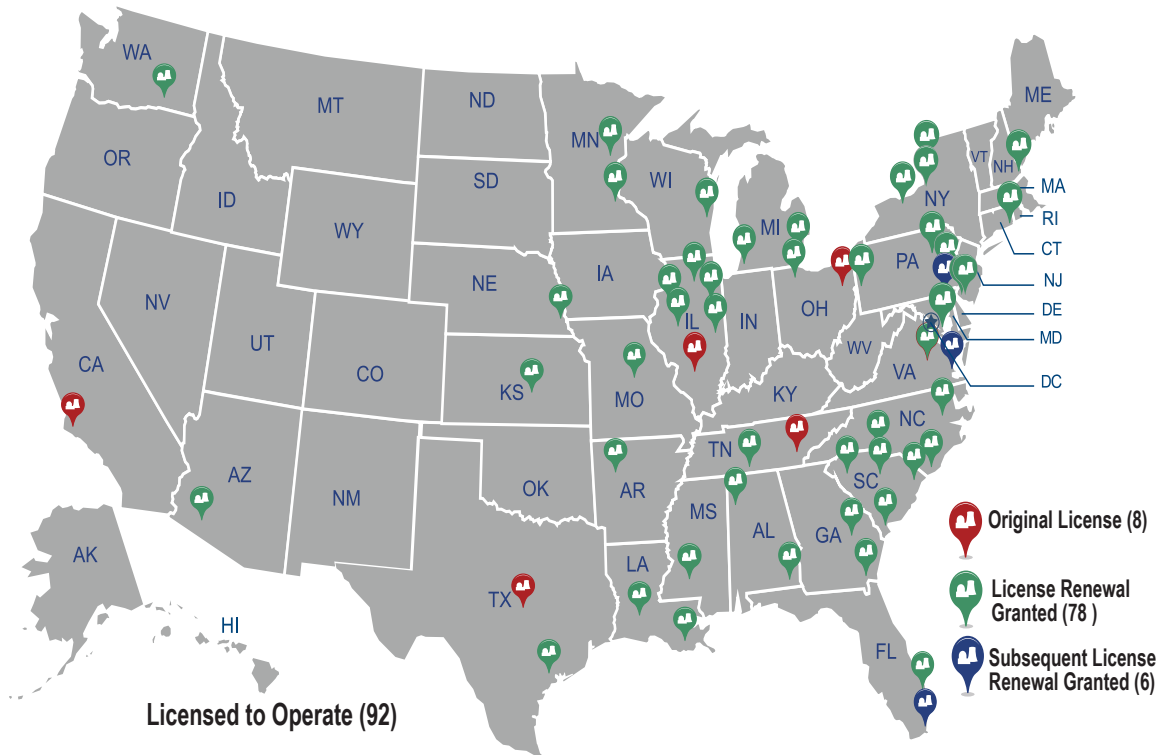 WA
MT
ND
MN
ME
OR
ID
SD
WI
VT
NH
WY
MI
NY
MA
RI
CT
NV
NE
IA
PA
NJ
UT
IL
IN
OH
DE
MD
CA
CO
KS
MO
KY
WV
VA
DC
AZ
NM
OK
AR
TN
NC
SC
MS
AL
GA
AK
TX
LA
HI
FL
Original License (8)
License Renewal
Granted (78 )
Subsequent License
Renewal Granted (6)
Licensed to Operate (92)